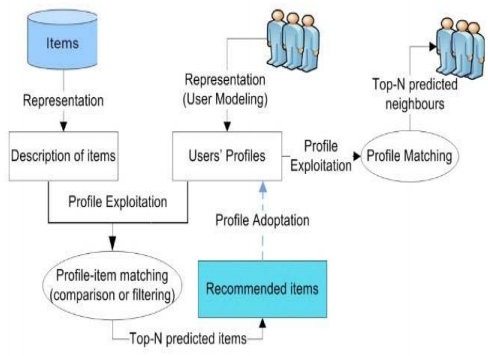 Items
Representation
(User Modeling)
Top-N predicted
neighbours
Representation
Description of items
Users' Profiles
Profile
Exploitation
Profile Matching
Profile Exploitation
Profile Adoptation
Profile-item matching
(comparison or filtering)
Recommended items
Top-N predicted items